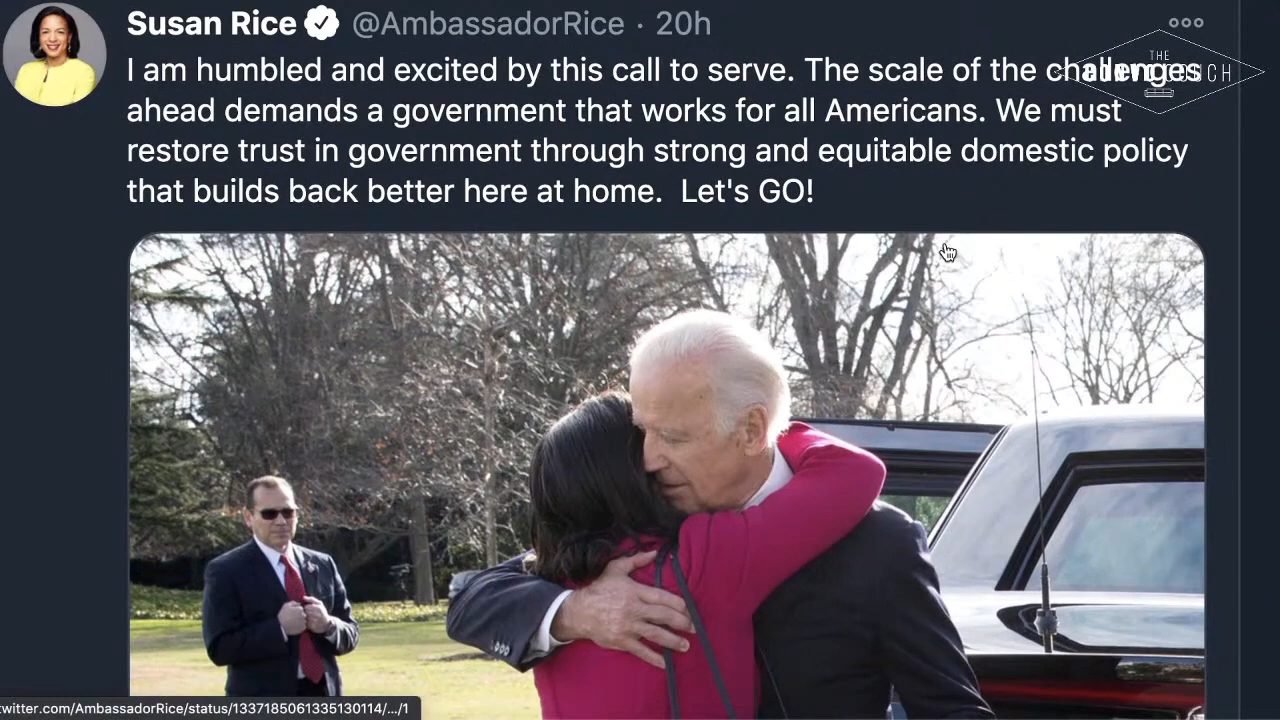 Susan Rice @AmbassadorRice · 20h
I am humbled and excited by this call to serve. The scale of the challenges
ahead demands a government that works for all Americans. We must
restore trust in government through strong and equitable domestic policy
that builds back better here at home. Let's GO!
THE
twitter.com/AmbassadorRice/status/1337185061335130114/.../1